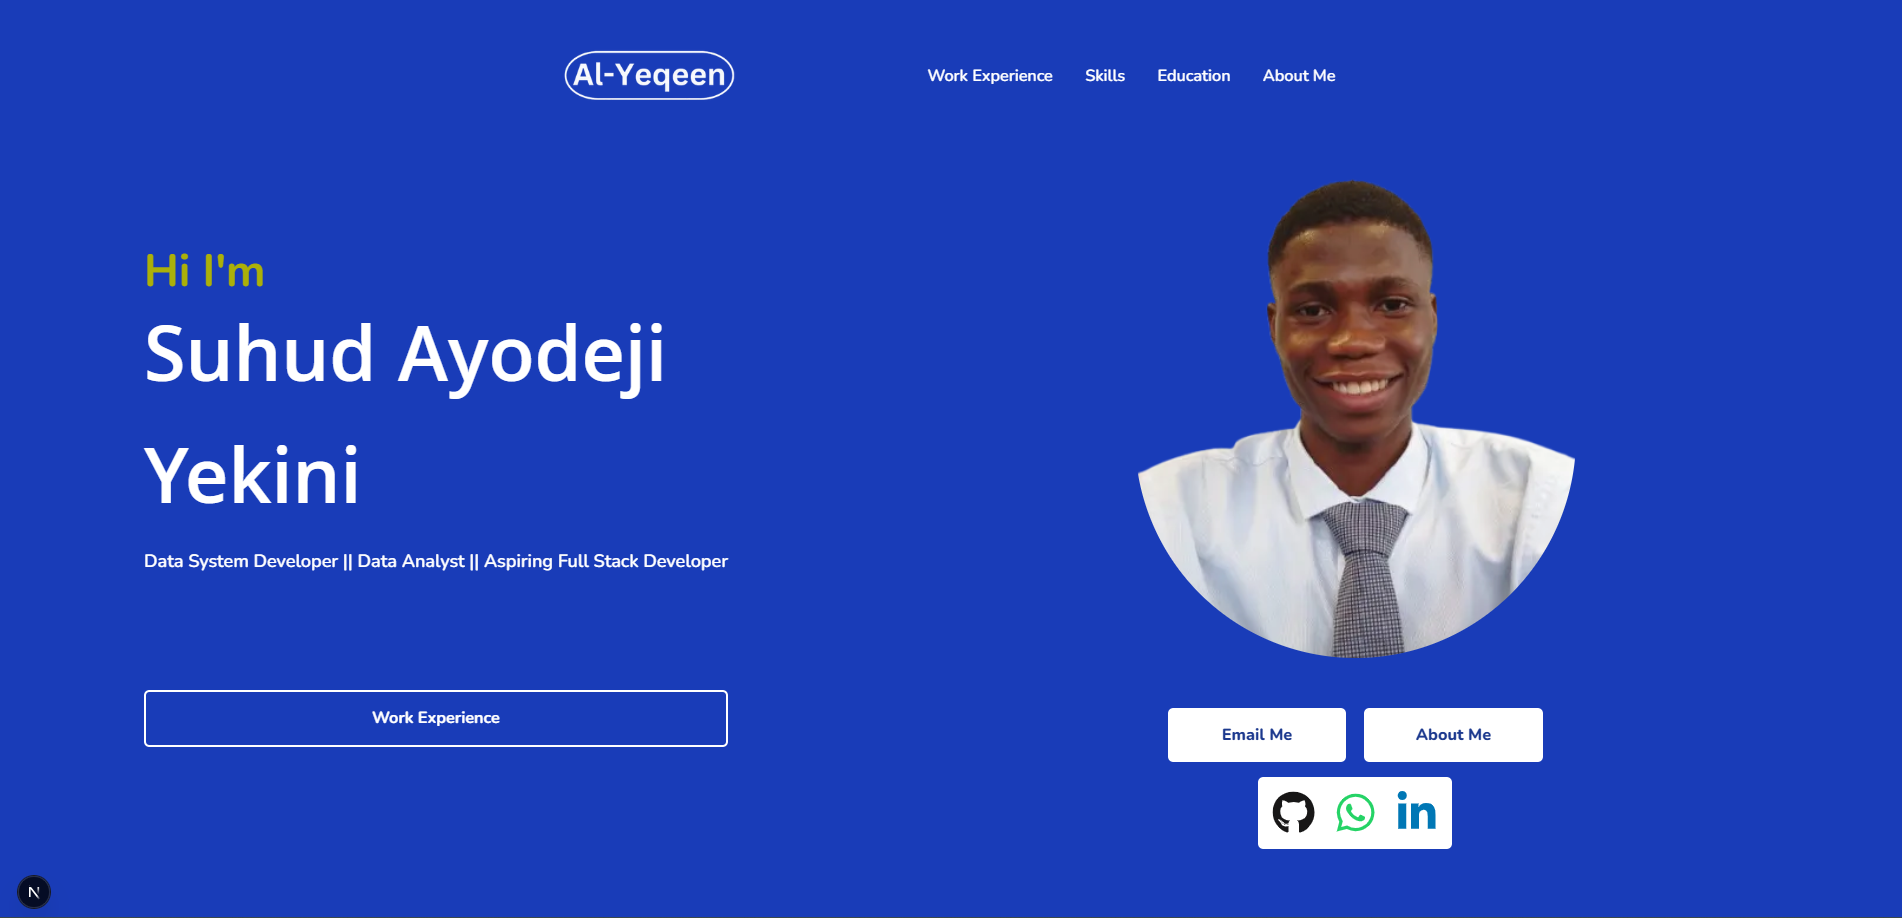 Al-Yeqeen
Work Experience Skills Education About Me
Hi I'm
Suhud Ayodeji
Yekini
Data System Developer || Data Analyst || Aspiring Full Stack Developer
Work Experience
Email Me About Me
in
N